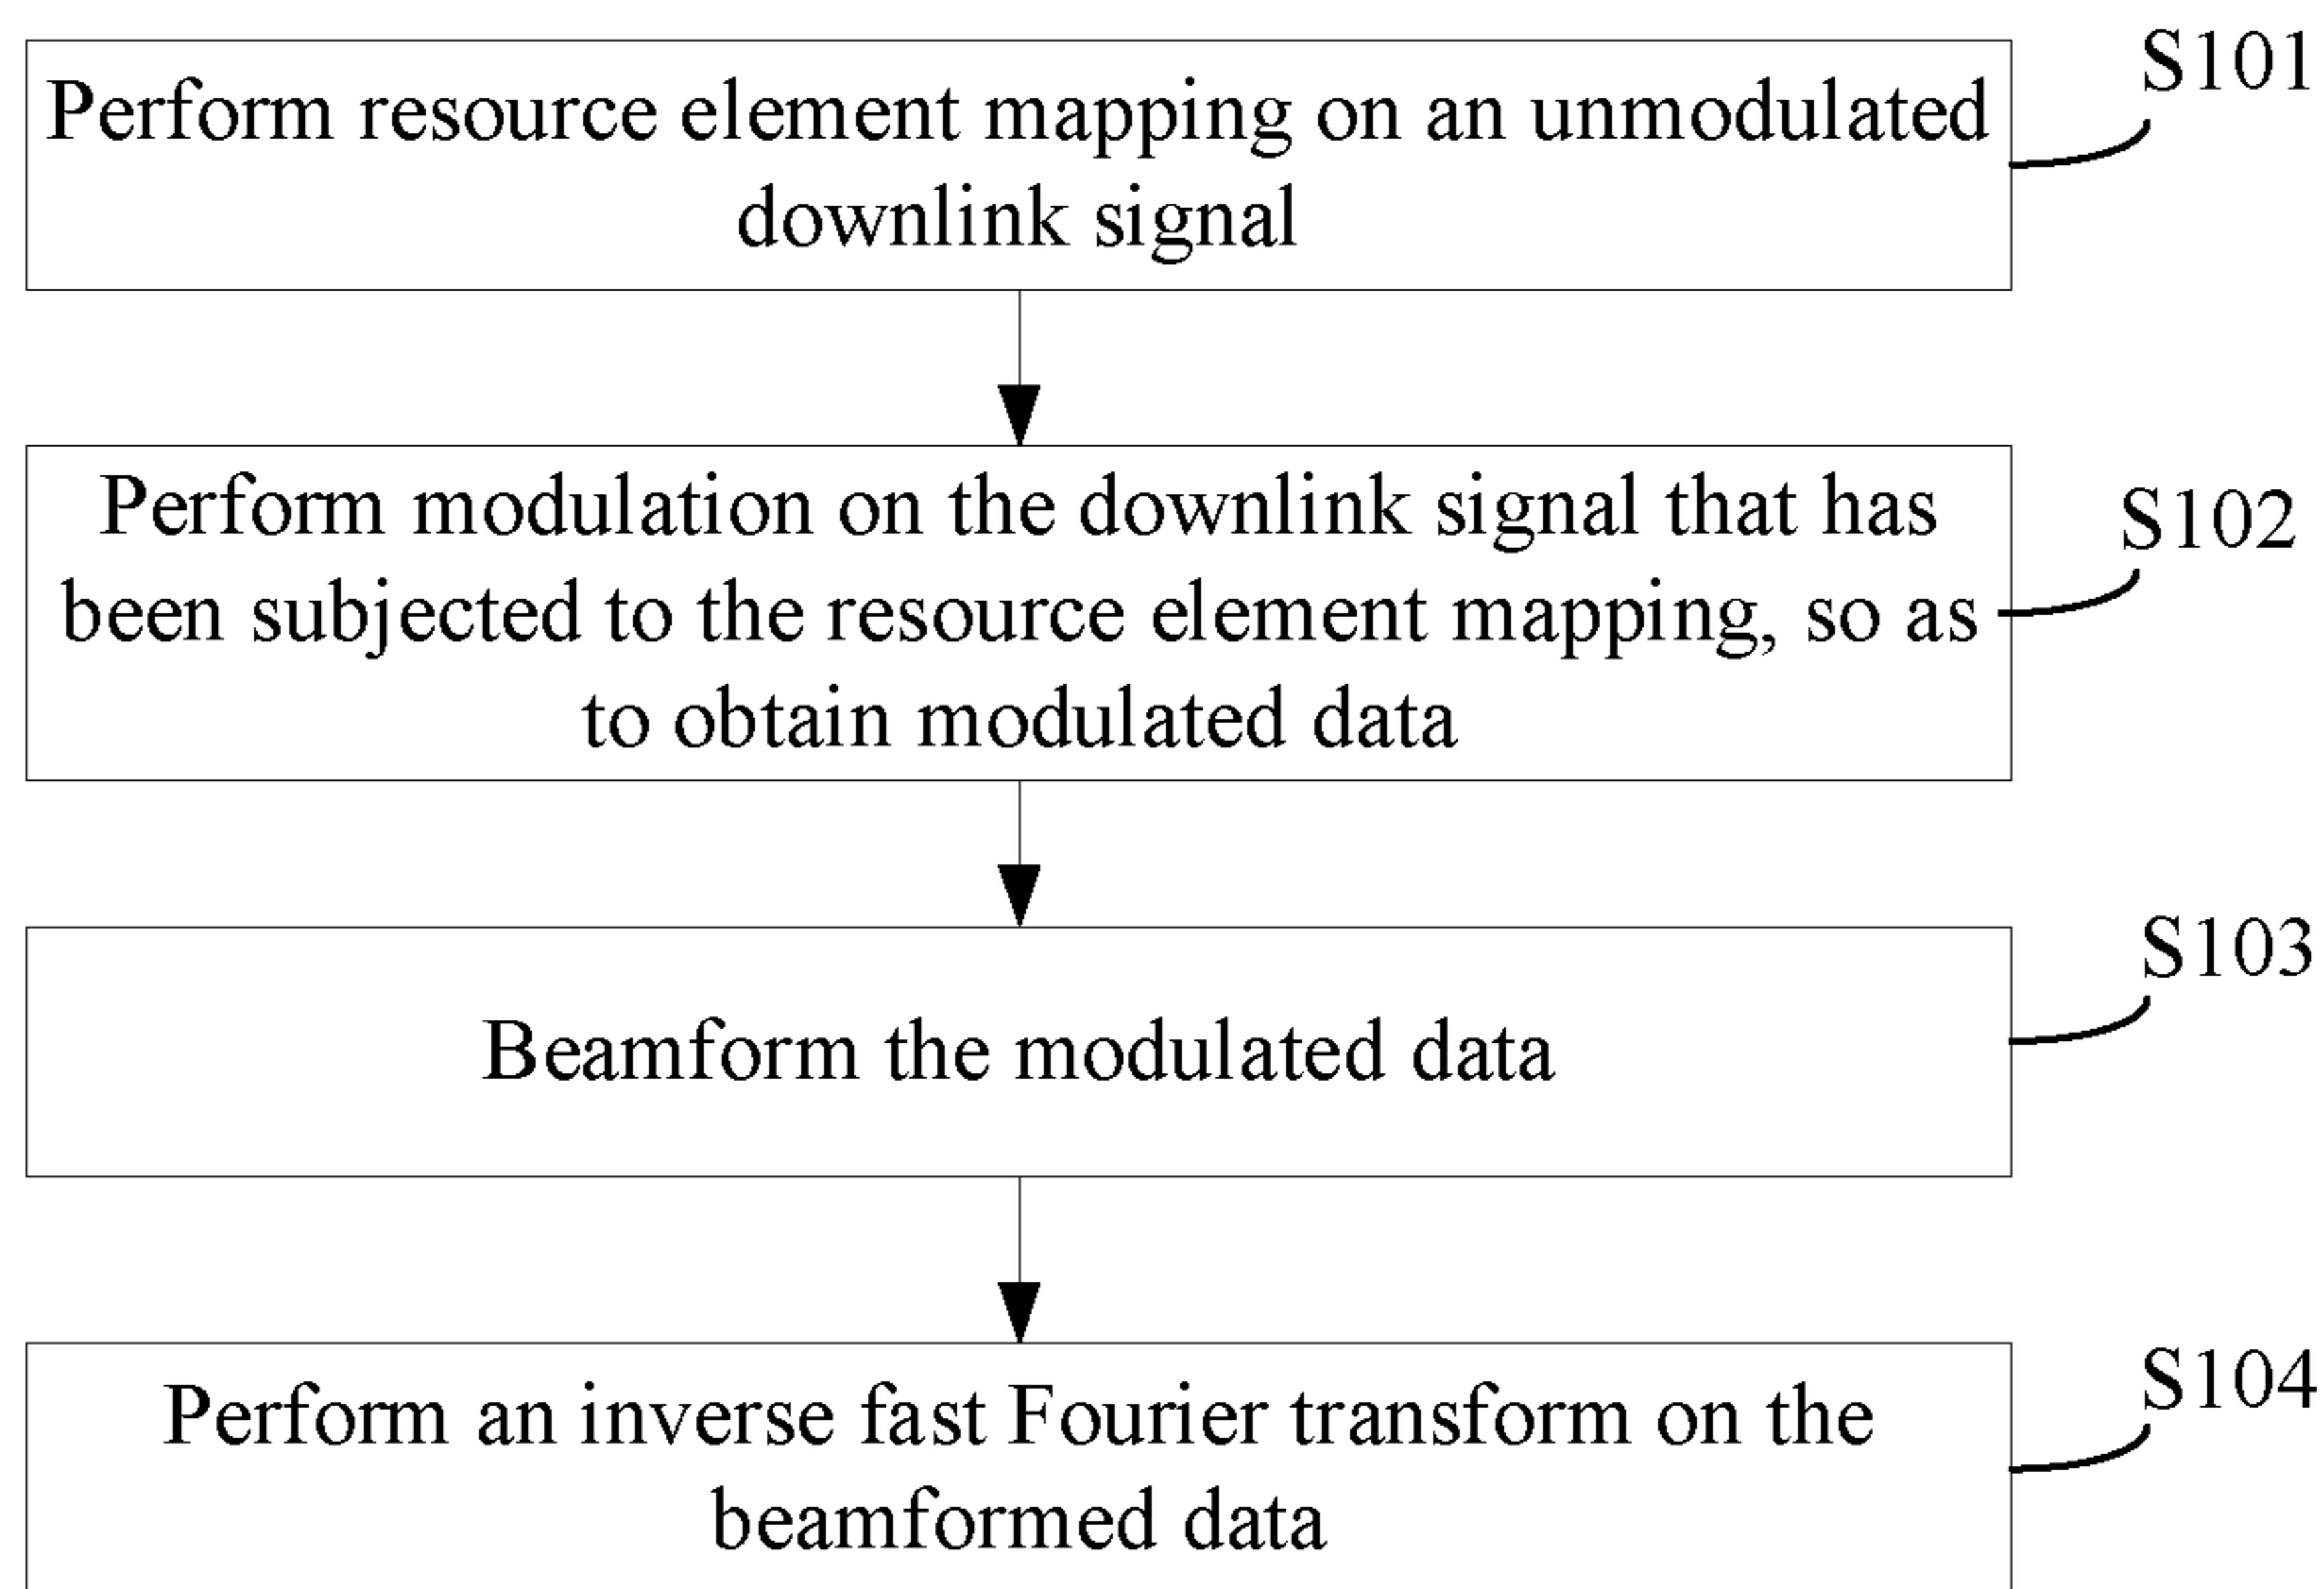 Perform resource element mapping on an unmodulated
downlink signal
S101
Perform modulation on the downlink signal that has
been subjected to the resource element mapping, so as
to obtain modulated data
S102
Beamform the modulated data
S103
Perform an inverse fast Fourier transform on the
beamformed data
S104